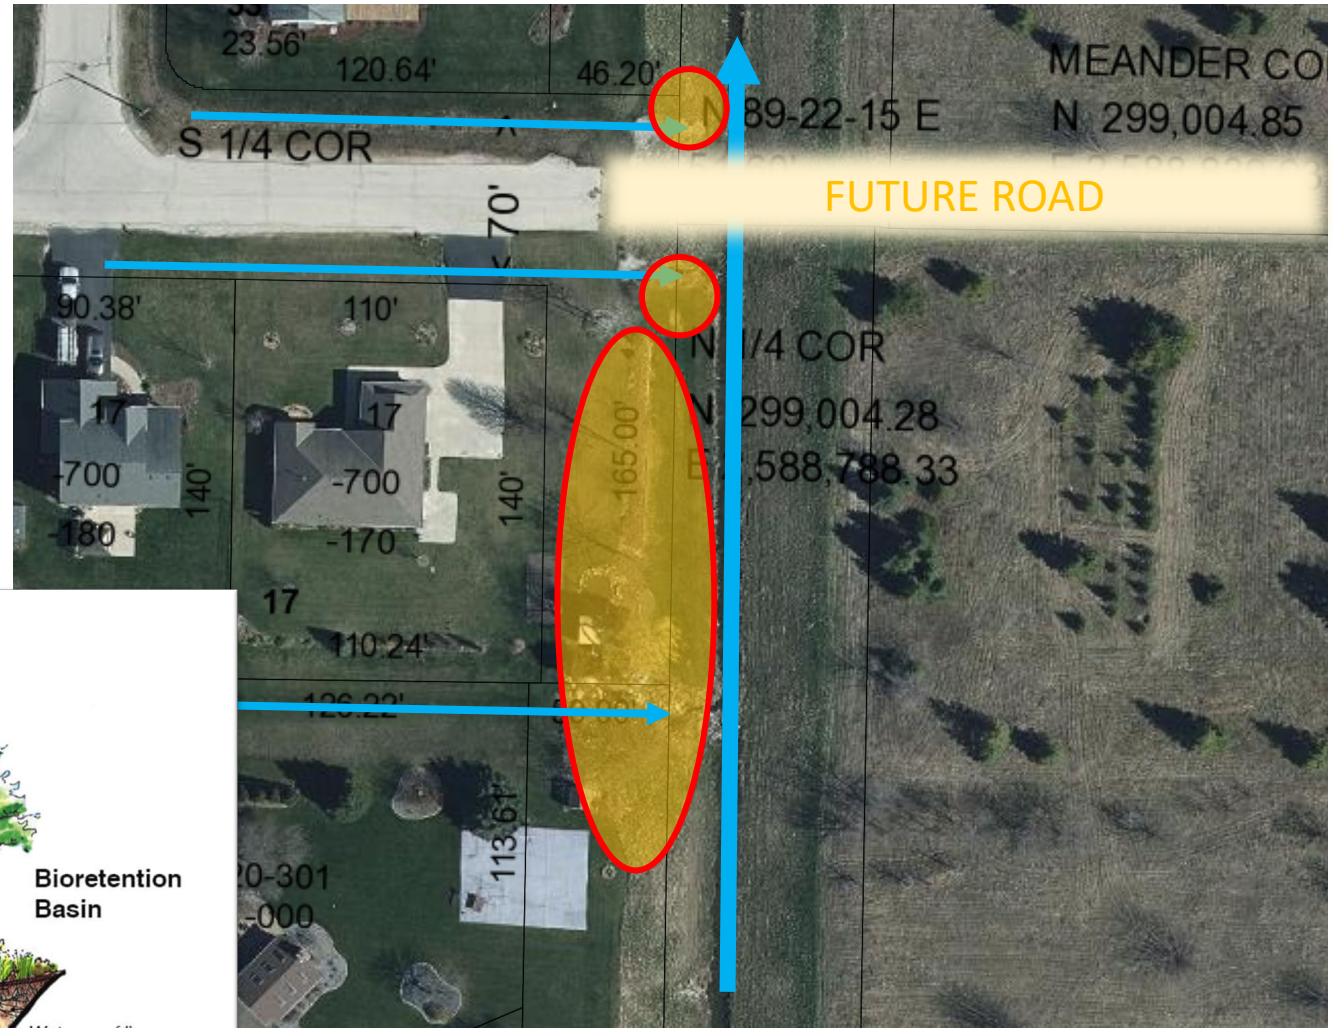 23.56'
120.64'
46.20'
MEANDER CO
N 89-22-15 E
N 299,004.85
S 1/4 COR
70'
FUTURE ROAD
90.38'
110'
N 1/4 COR
17
17
165.00'
N 299,004.28
-700
-700
140'
140'
588,788.33
-180
-170
17
110.24'
126.22'
113.61'
Bioretention
Basin
20-301
-000